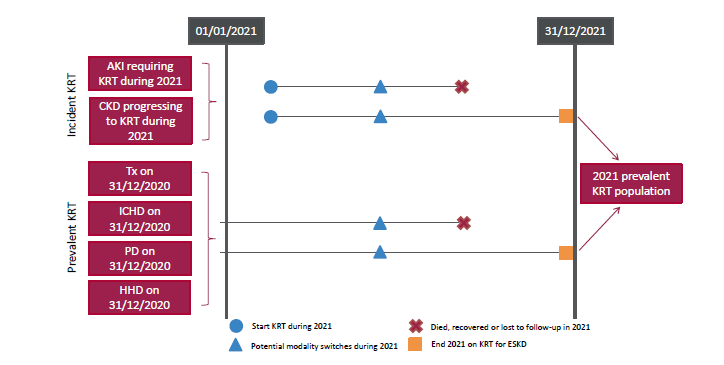 01/01/2021
31/12/2021
Incident KRT
AKI requiring
KRT during 2021
CKD progressing
to KRT during
2021
Prevalent KRT
Tx on
31/12/2020
ICHD on
31/12/2020
PD on
31/12/2020
HHD on
31/12/2020
2021 prevalent
KRT population
Start KRT during 2021
Died, recovered or lost to follow-up in 2021
Potential modality switches during 2021
End 2021 on KRT for ESKD